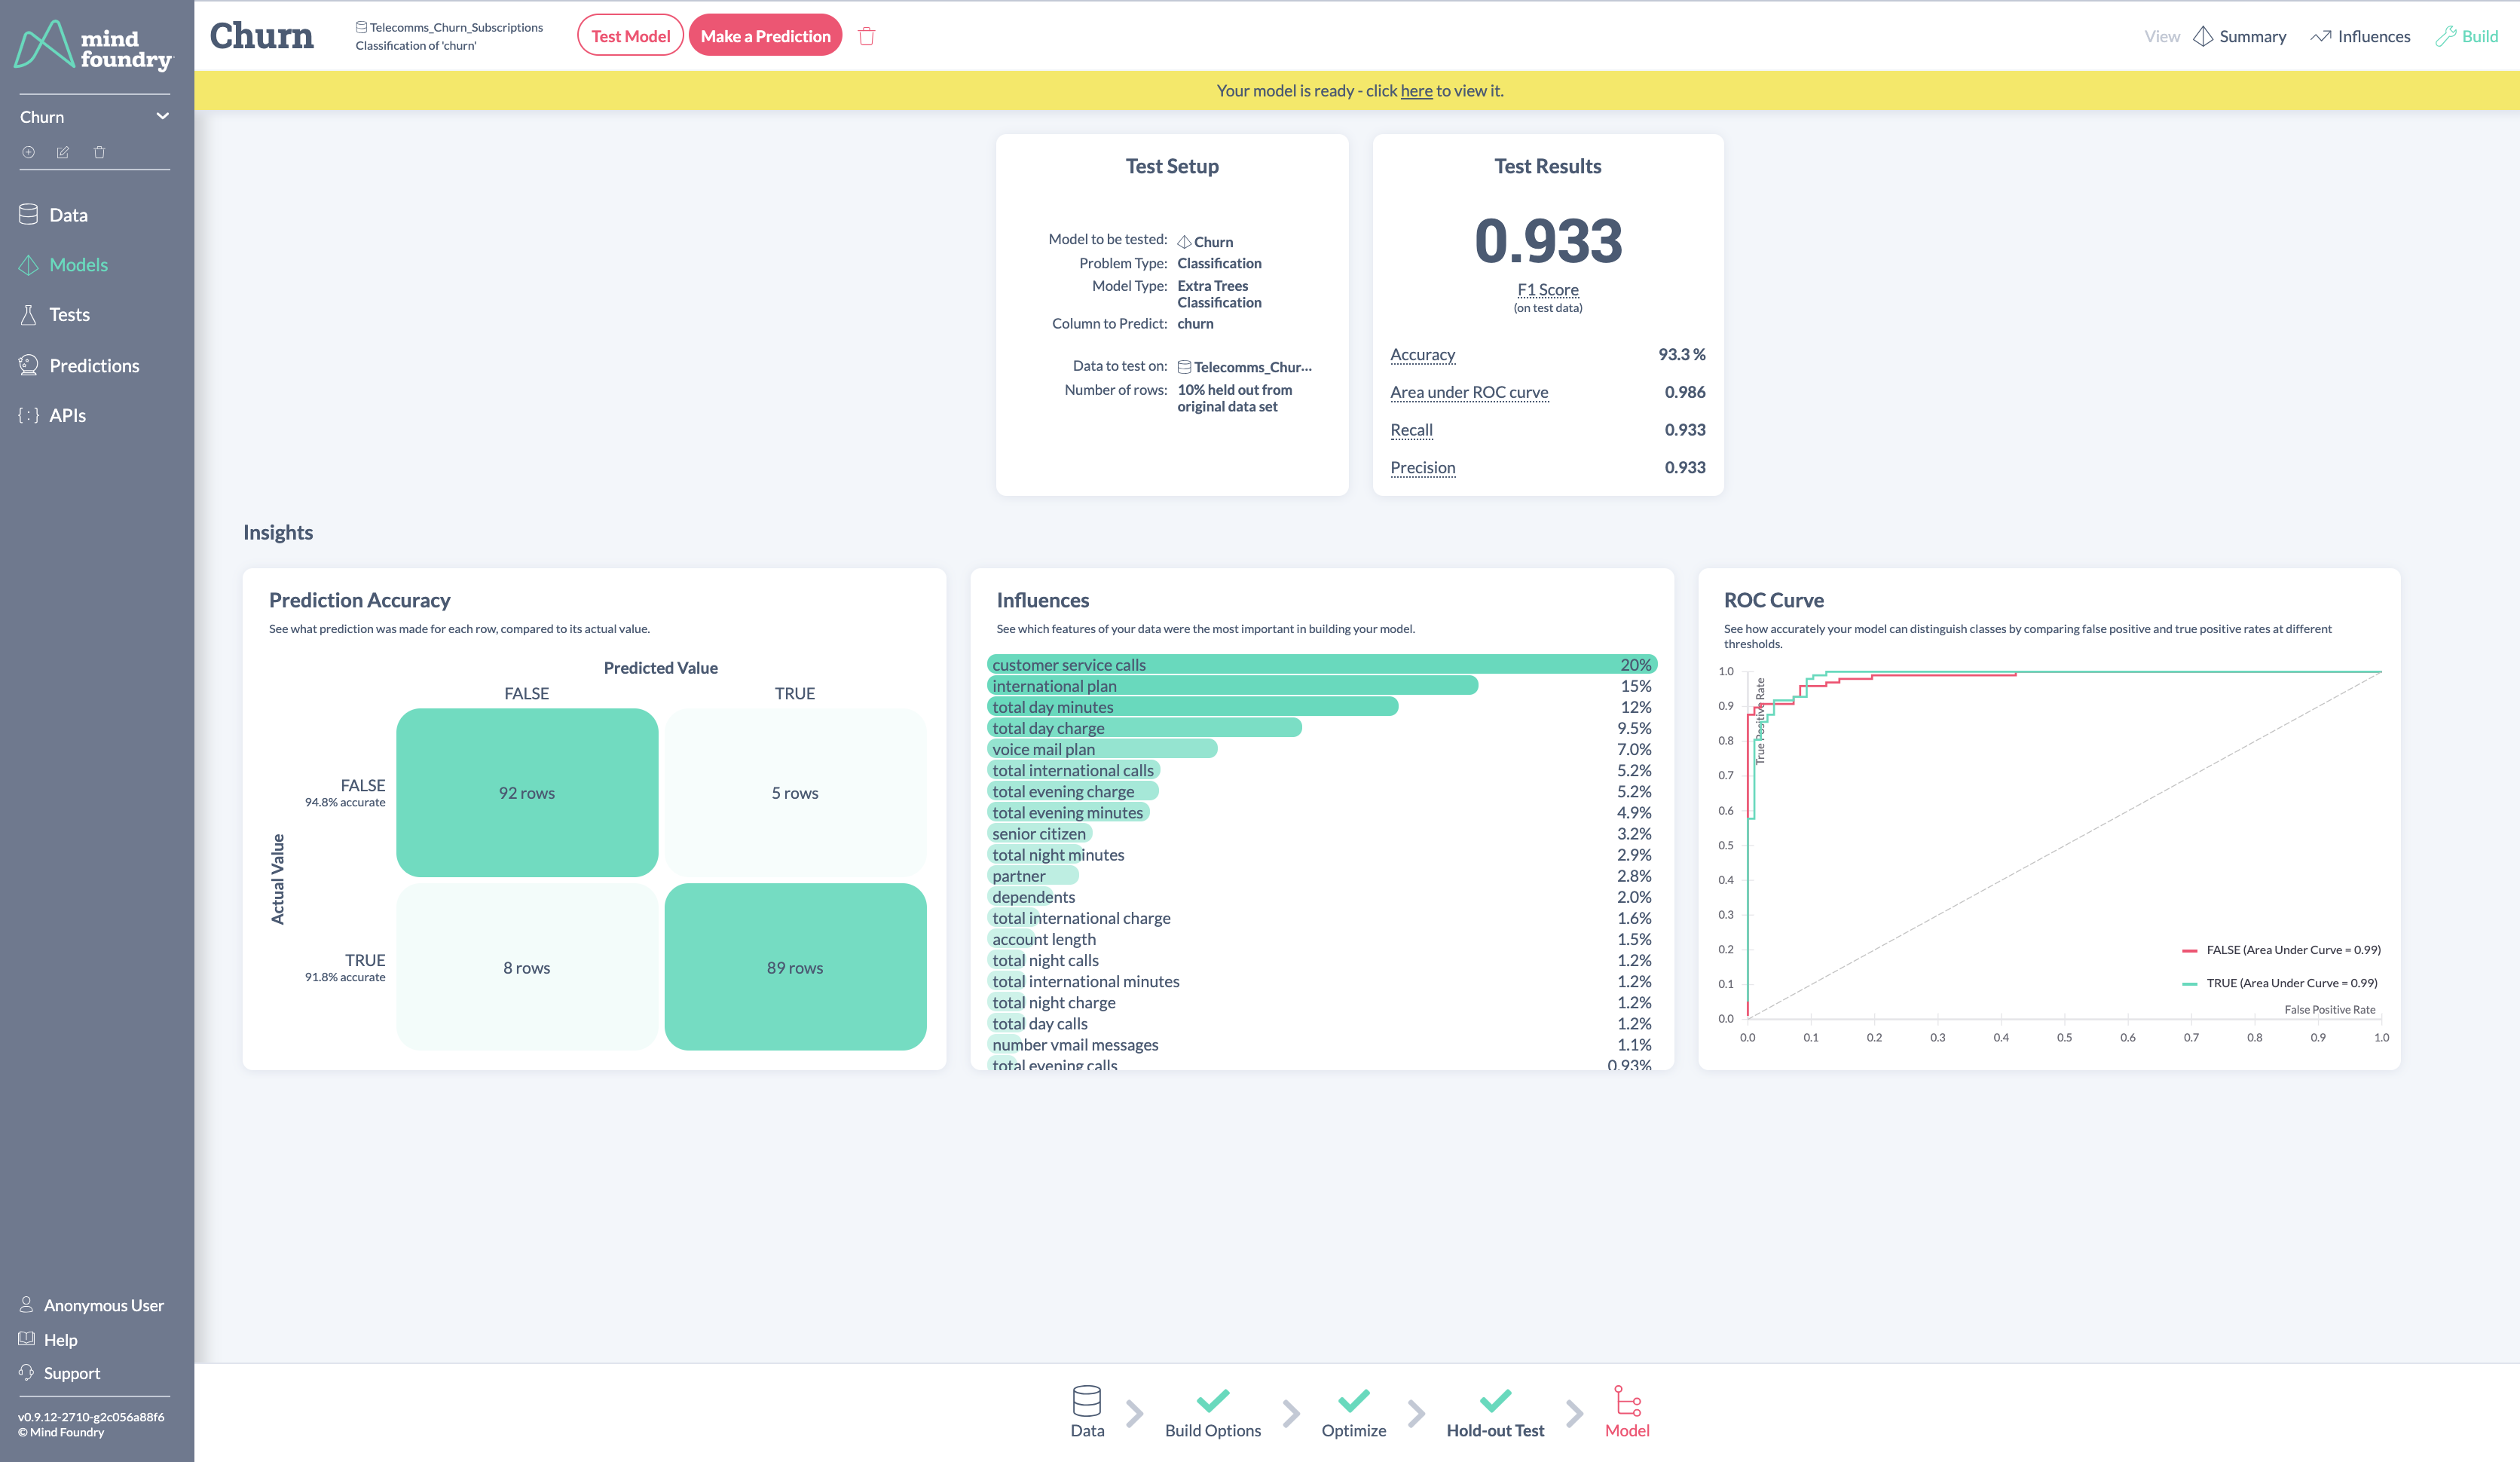 mind
foundry
Churn
Data
Models
Tests
Predictions
APIs
Anonymous User
Help
Support
v0.9.12-2710-g2c056a88f6
© Mind Foundry
Churn
Telecomms_Churn_Subscriptions
Classification of 'churn'
Test Model
Make a Prediction
View
Summary
Influences
Build
Your model is ready - click here to view it.
Test Setup
Model to be tested: Churn
Problem Type: Classification
Model Type: Extra Trees
Classification
Column to Predict: churn
Data to test on: Telecomms_Chur...
Number of rows: 10% held out from
original data set
Test Results
0.933
F1 Score
(on test data)
Accuracy 93.3 %
Area under ROC curve 0.986
Recall 0.933
Precision 0.933
Insights
Prediction Accuracy
See what prediction was made for each row, compared to its actual value.
Predicted Value
FALSE TRUE
Actual Value
FALSE
94.8% accurate
92 rows 5 rows
TRUE
91.8% accurate
8 rows 89 rows
Influences
See which features of your data were the most important in building your model.
customer service calls 20%
international plan 15%
total day minutes 12%
total day charge 9.5%
voice mail plan 7.0%
total international calls 5.2%
total evening charge 5.2%
total evening minutes 4.9%
senior citizen 3.2%
total night minutes 2.9%
partner 2.8%
dependents 2.0%
total international charge 1.6%
account length 1.5%
total night calls 1.2%
total international minutes 1.2%
total night charge 1.2%
total day calls 1.2%
number vmail messages 1.1%
total evening calls 0.93%
ROC Curve
See how accurately your model can distinguish classes by comparing false positive and true positive rates at different
thresholds.
True Positive Rate
1.0
0.9
0.8
0.7
0.6
0.5
0.4
0.3
0.2
0.1
0.0
FALSE (Area Under Curve = 0.99)
TRUE (Area Under Curve = 0.99)
False Positive Rate
0.0 0.1 0.2 0.3 0.4 0.5 0.6 0.7 0.8 0.9 1.0
Data
Build Options
Optimize
Hold-out Test
Model